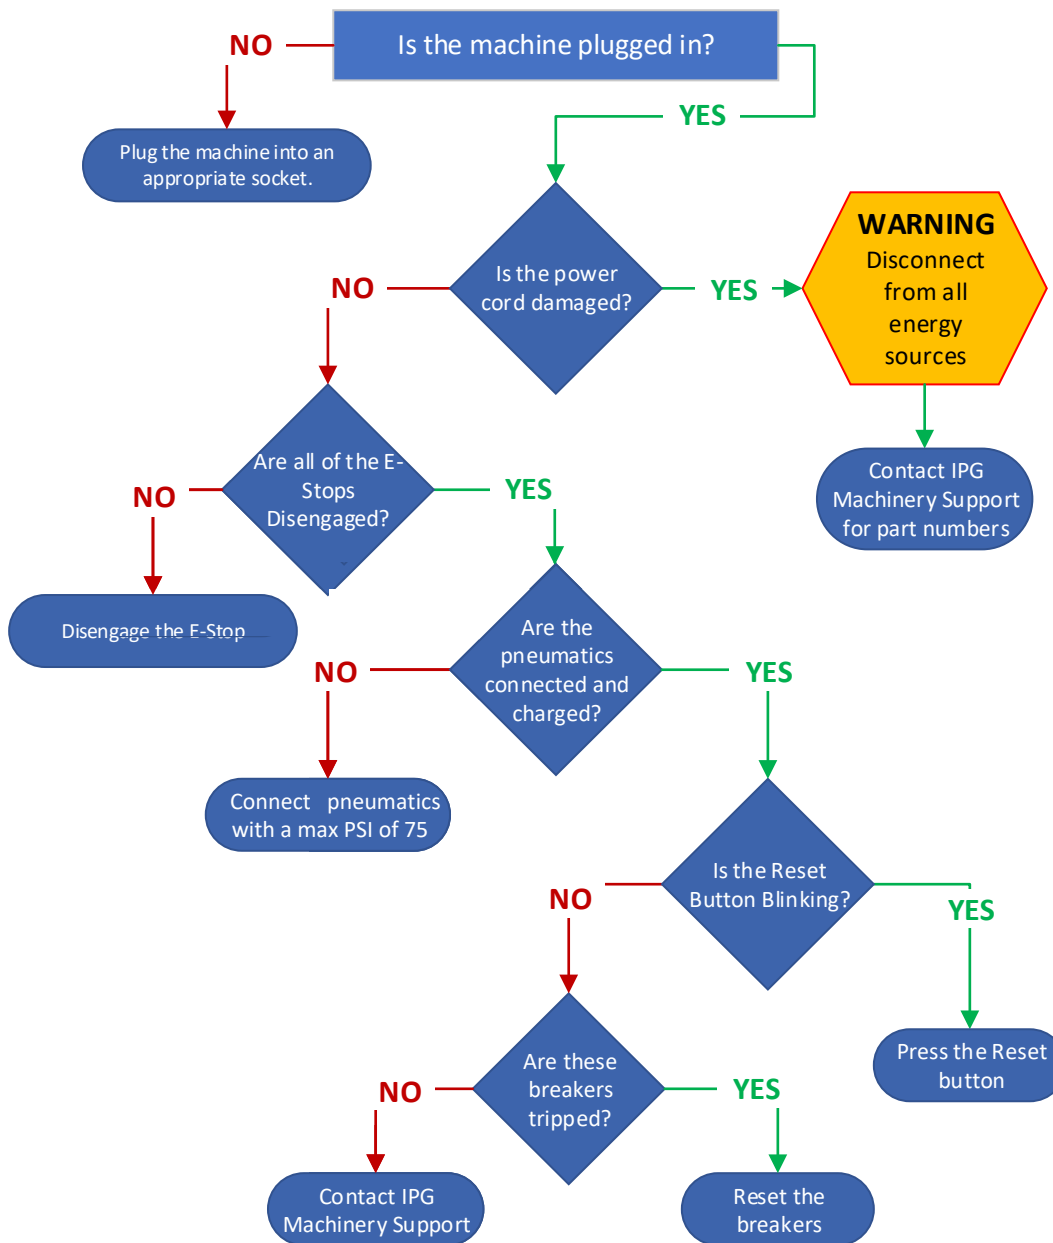 Is the machine plugged in?
NO
YES
Plug the machine into an
appropriate socket.
WARNING
Disconnect
from all
energy
sources
Is the power
cord damaged?
NO
YES
Contact IPG
Machinery Support
for part numbers
Are all of the E-
Stops
Disengaged?
NO
YES
Disengage the E-Stop
Are the
pneumatics
connected and
charged?
NO
YES
Connect pneumatics
with a max PSI of 75
Is the Reset
Button Blinking?
NO
YES
Press the Reset
button
Are these
breakers
tripped?
NO
YES
Contact IPG
Machinery Support
Reset the
breakers